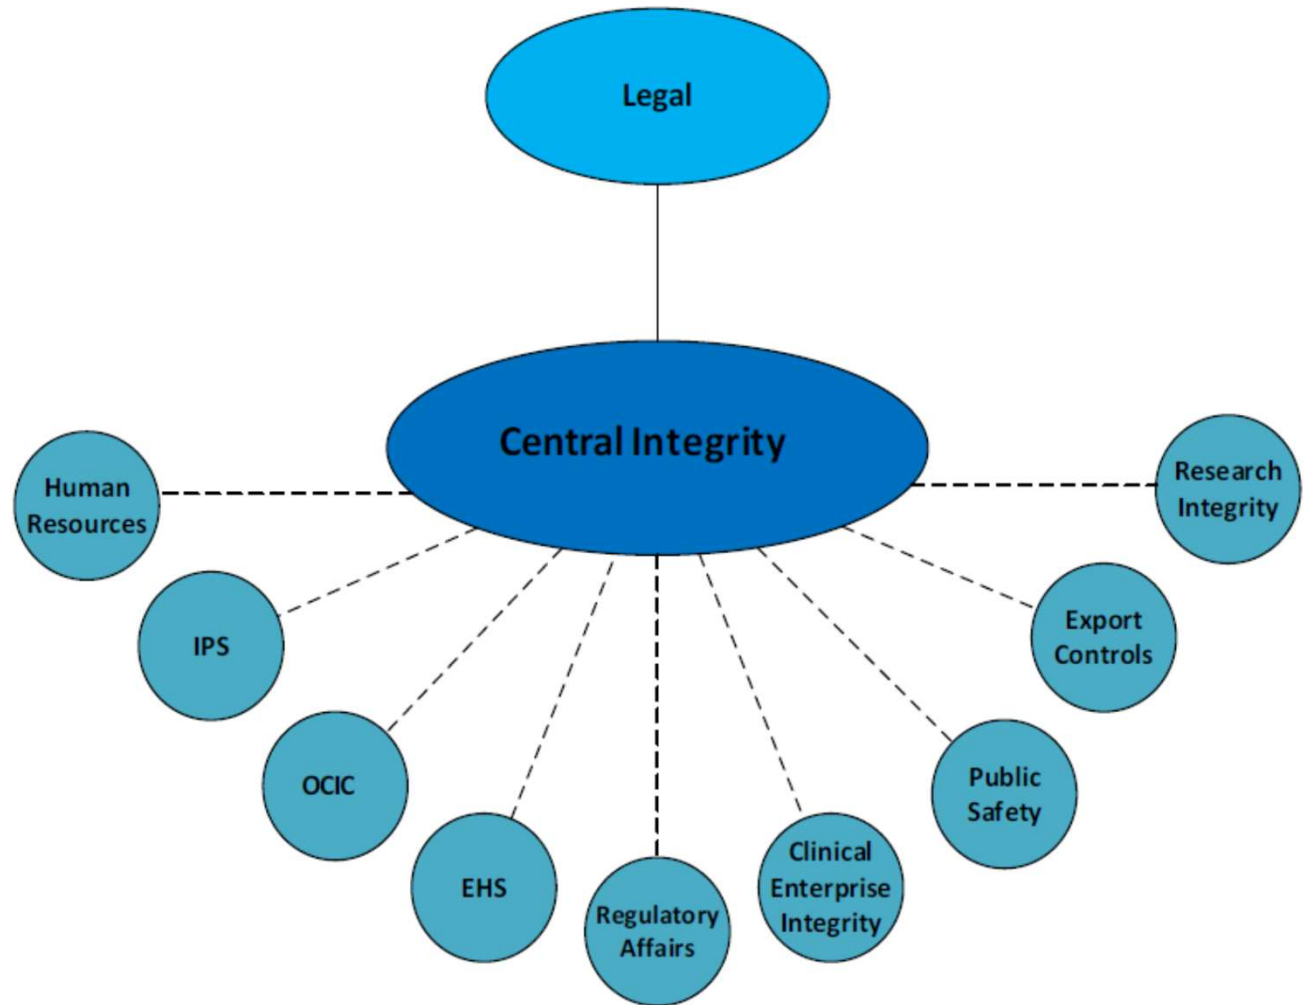 Legal
Central Integrity
Human
Resources
Research
Integrity
IPS
Export
Controls
OCIC
Public
Safety
EHS
Clinical
Enterprise
Integrity
Regulatory
Affairs